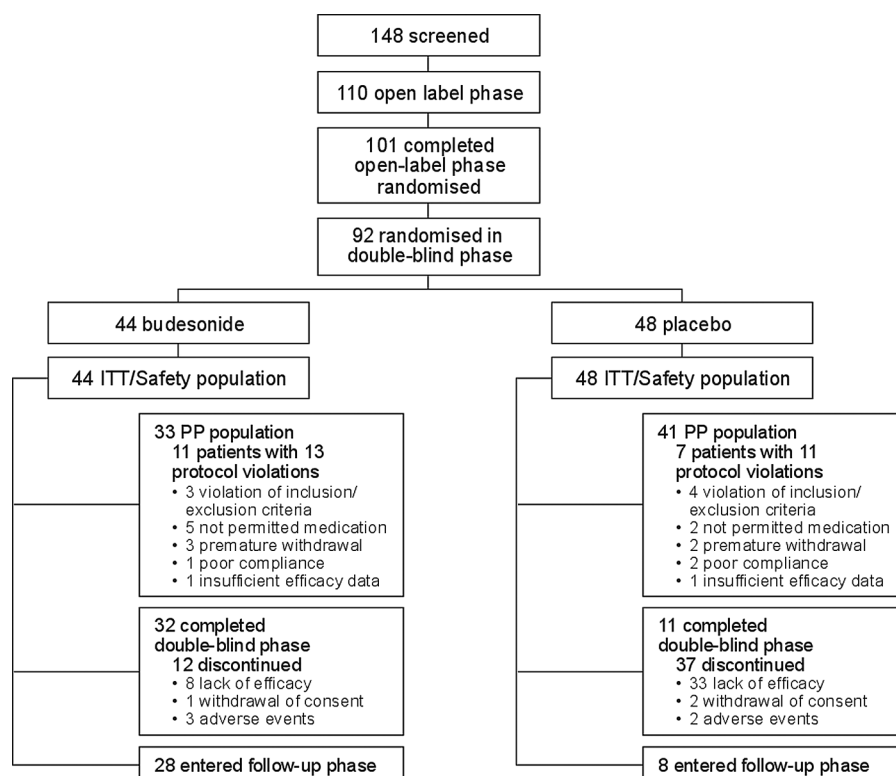 148 screened
110 open label phase
101 completed
open-label phase
randomised
92 randomised in
double-blind phase
44 budesonide
44 ITT/Safety population
33 PP population
11 patients with 13
protocol violations
• 3 violation of inclusion/
exclusion criteria
• 5 not permitted medication
• 3 premature withdrawal
• 1 poor compliance
• 1 insufficient efficacy data
32 completed
double-blind phase
12 discontinued
• 8 lack of efficacy
• 1 withdrawal of consent
• 3 adverse events
28 entered follow-up phase
48 placebo
48 ITT/Safety population
41 PP population
7 patients with 11
protocol violations
• 4 violation of inclusion/
exclusion criteria
• 2 not permitted medication
• 2 premature withdrawal
• 2 poor compliance
• 1 insufficient efficacy data
11 completed
double-blind phase
37 discontinued
• 33 lack of efficacy
• 2 withdrawal of consent
• 2 adverse events
8 entered follow-up phase